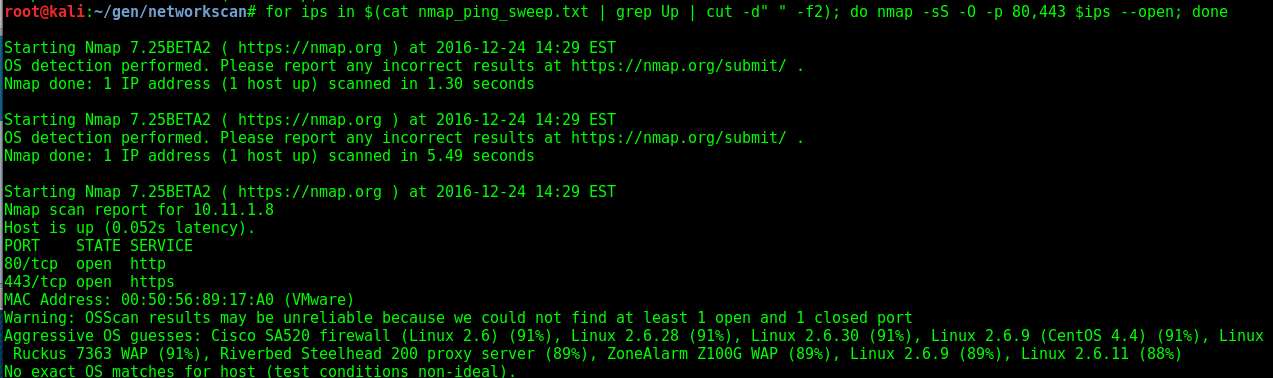 root@kali:~/gen/networkscan# for ips in $(cat nmap_ping_sweep.txt | grep Up | cut -d" " -f2); do nmap -sS -O -p 80,443 $ips --open; done
Starting Nmap 7.25BETA2 ( https://nmap.org ) at 2016-12-24 14:29 EST
OS detection performed. Please report any incorrect results at https://nmap.org/submit/ .
Nmap done: 1 IP address (1 host up) scanned in 1.30 seconds
Starting Nmap 7.25BETA2 ( https://nmap.org ) at 2016-12-24 14:29 EST
OS detection performed. Please report any incorrect results at https://nmap.org/submit/ .
Nmap done: 1 IP address (1 host up) scanned in 5.49 seconds
Starting Nmap 7.25BETA2 ( https://nmap.org ) at 2016-12-24 14:29 EST
Nmap scan report for 10.11.1.8
Host is up (0.052s latency).
PORT    STATE SERVICE
80/tcp  open  http
443/tcp open  https
MAC Address: 00:50:56:89:17:A0 (VMware)
Warning: OSScan results may be unreliable because we could not find at least 1 open and 1 closed port
Aggressive OS guesses: Cisco SA520 firewall (Linux 2.6) (91%), Linux 2.6.28 (91%), Linux 2.6.30 (91%), Linux 2.6.9 (CentOS 4.4) (91%), Linux
Ruckus 7363 WAP (91%), Riverbed Steelhead 200 proxy server (89%), ZoneAlarm Z100G WAP (89%), Linux 2.6.9 (89%), Linux 2.6.11 (88%)
No exact OS matches for host (test conditions non-ideal).